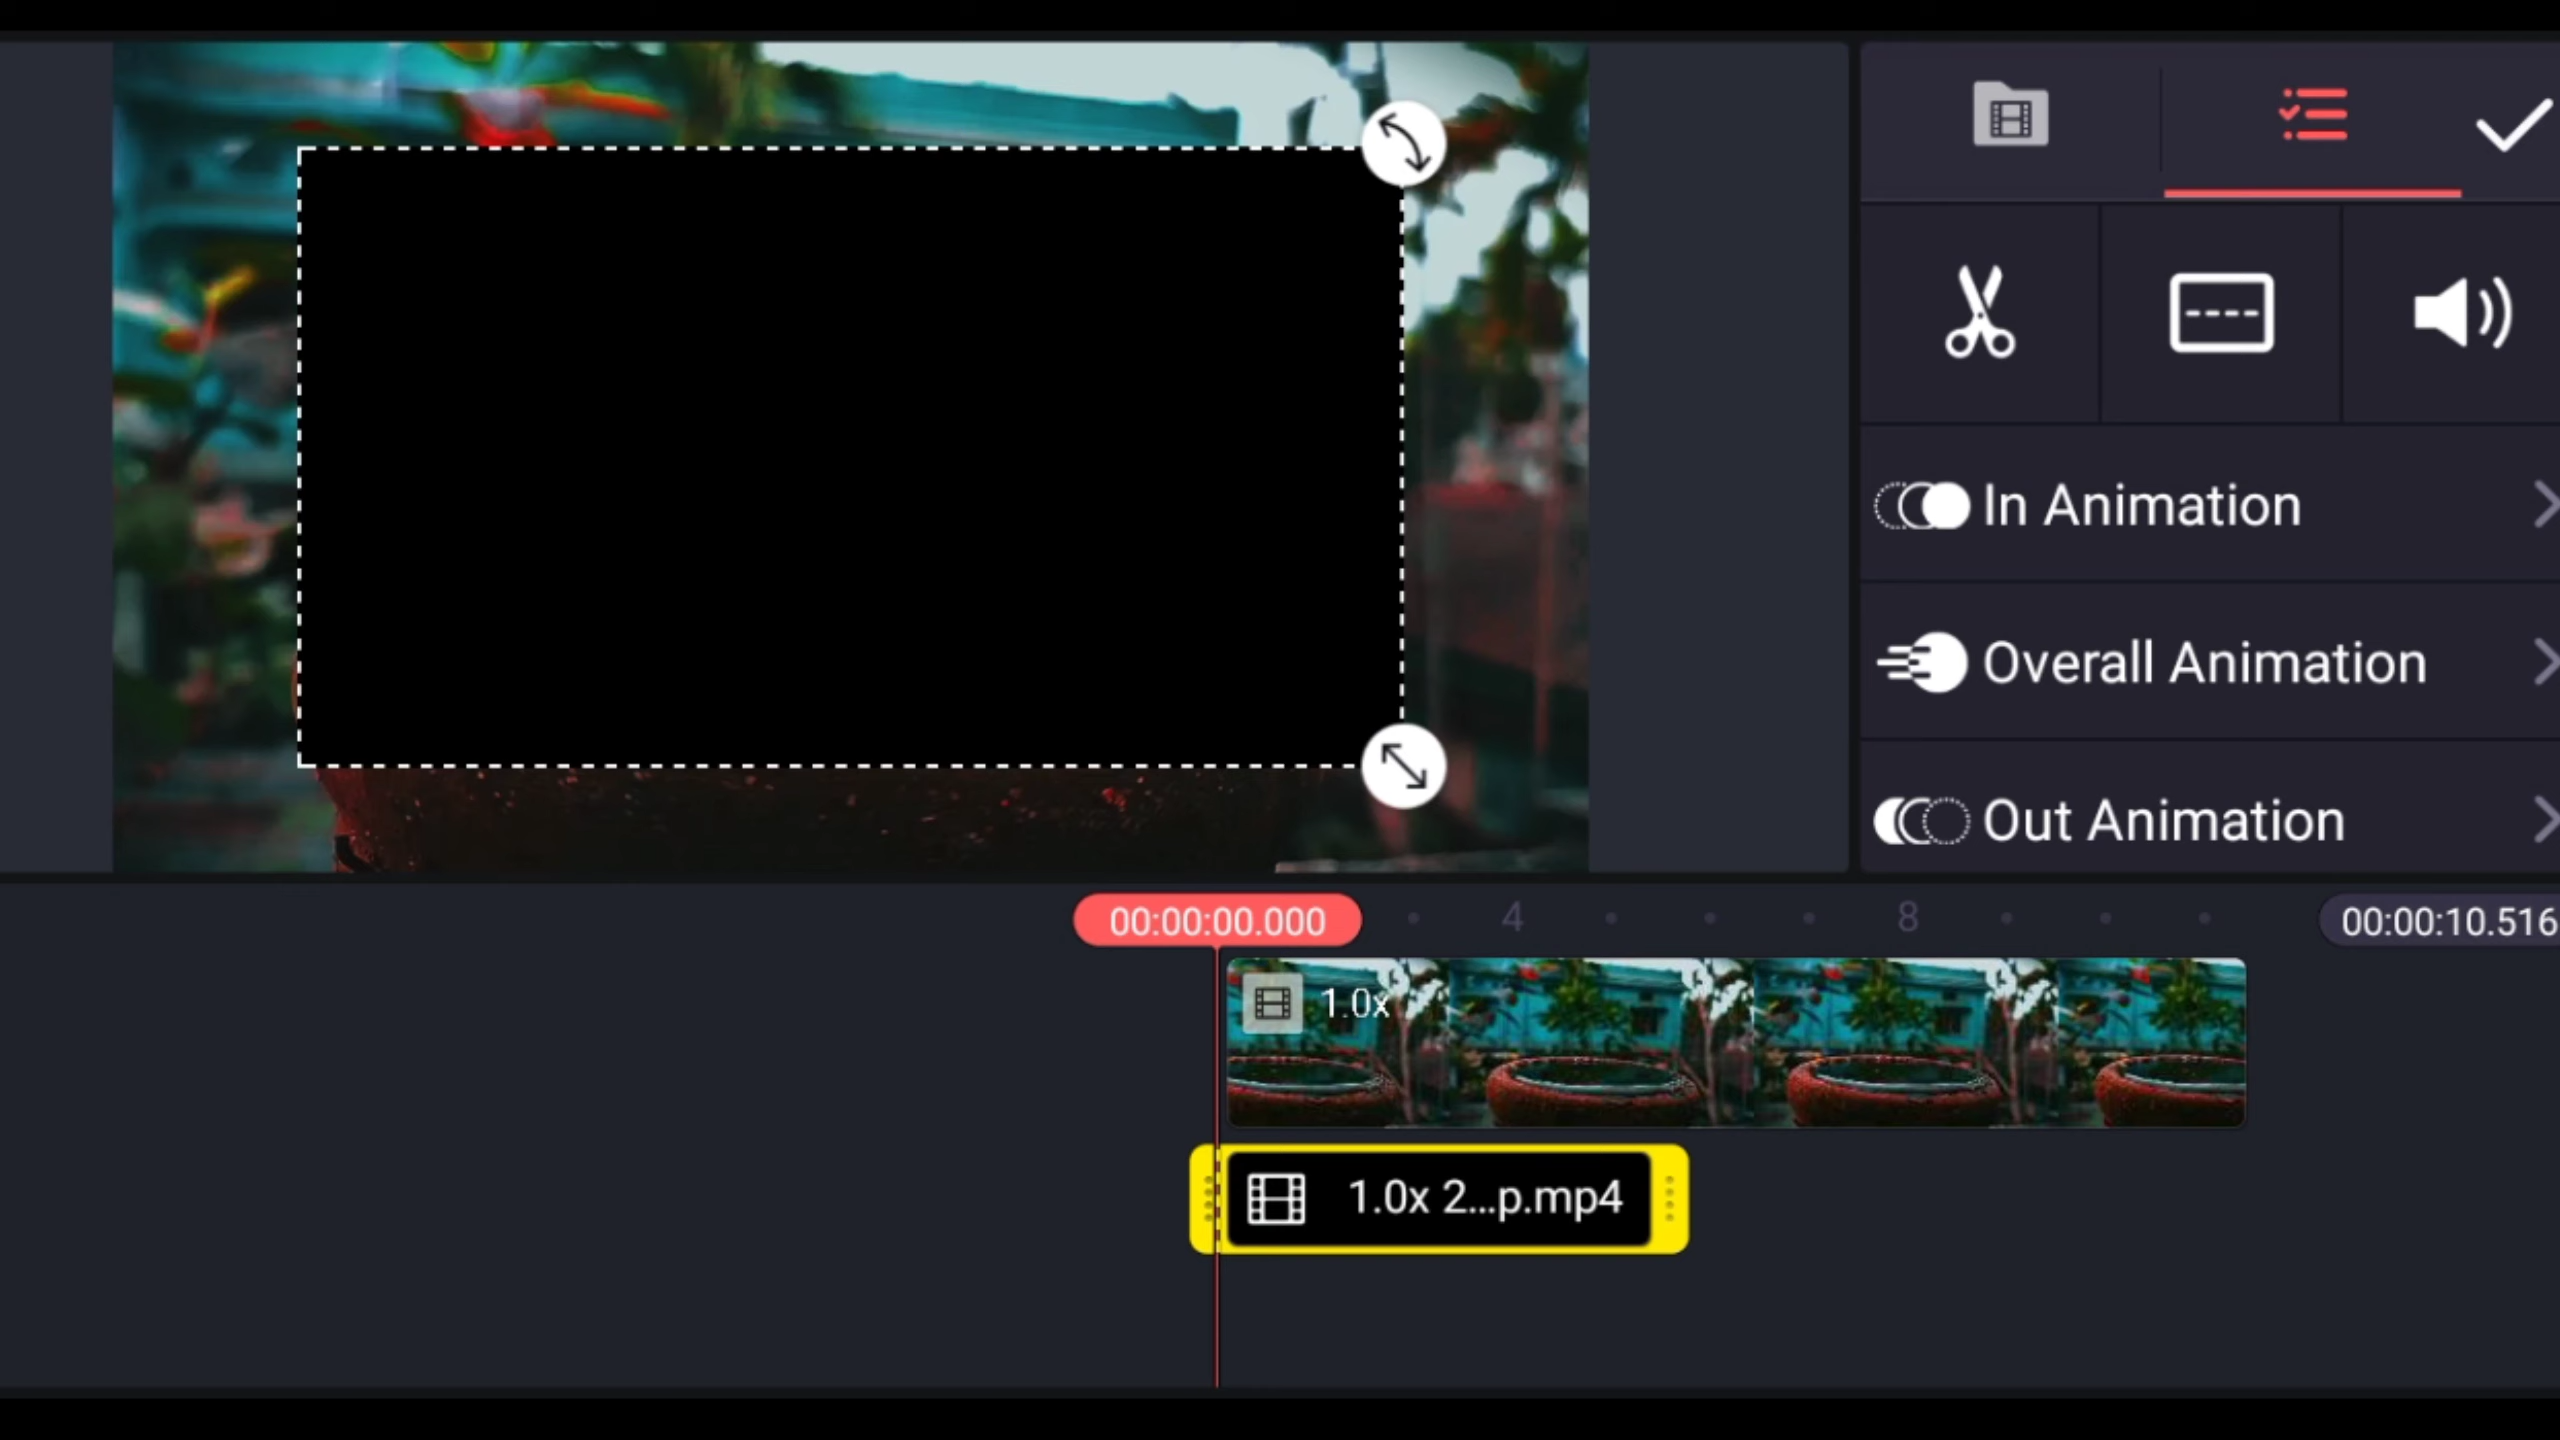 In Animation
Overall Animation
Out Animation
00:00:00.000
4
8
00:00:10.516
1.0x
1.0x 2...p.mp4